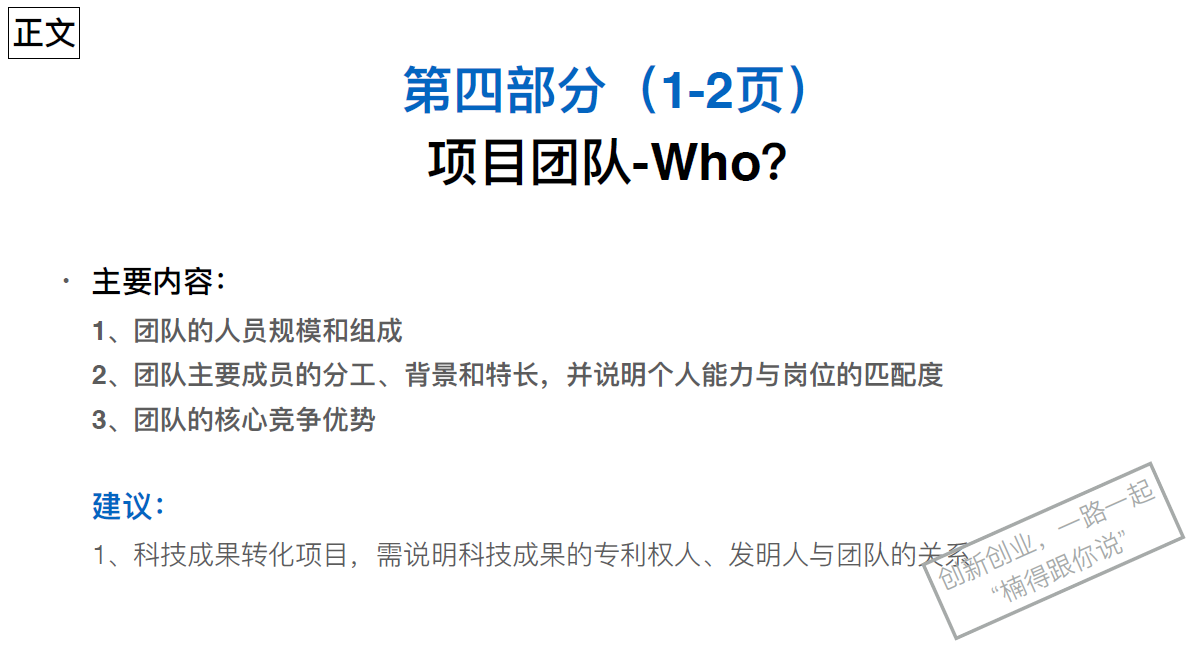 正文
第四部分（1-2页）
项目团队-Who？
· 主要内容：
1、团队的人员规模和组成
2、团队主要成员的分工、背景和特长，并说明个人能力与岗位的匹配度
3、团队的核心竞争优势
建议：
1、科技成果转化项目，需说明科技成果的专利权人、发明人与团队的关系
创新创业，一路一起
“楠得跟你说”